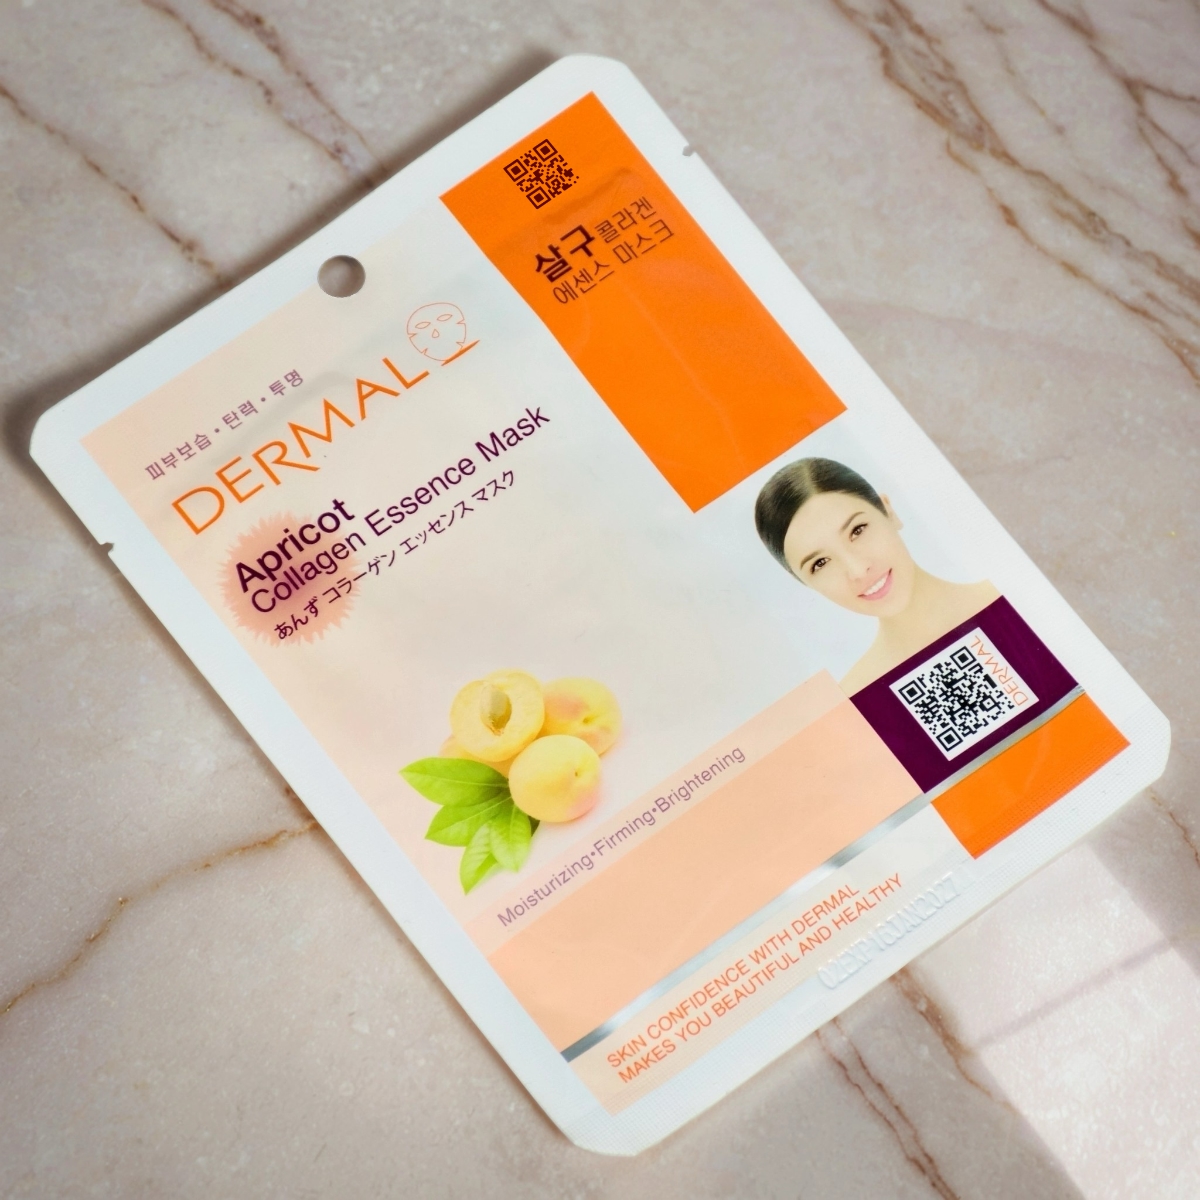 살구 콜라겐
에센스 마스크
피부보습 • 탄력 • 투명
DERMAL
Apricot
Collagen Essence Mask
あんず コラーゲン エッセンス マスク
DERMAL
Moisturizing•Firming•Brightening
SKIN CONFIDENCE WITH DERMAL
MAKES YOU BEAUTIFUL AND HEALTHY